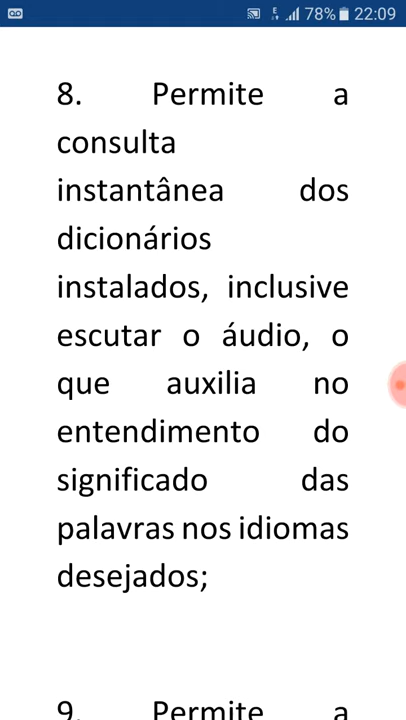 78% 22:09
8. Permite a
consulta
instantânea dos
dicionários
instalados, inclusive
escutar o áudio, o
que auxilia no
entendimento do
significado das
palavras nos idiomas
desejados;
9. Permite a